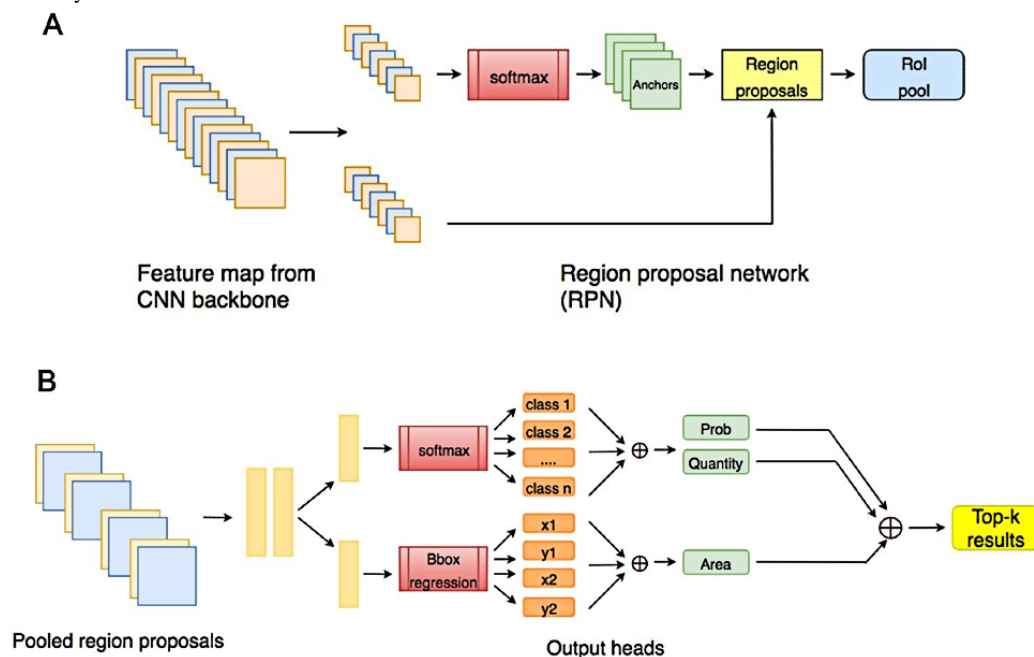 A
softmax
Anchors
Region
proposals
RoI
pool
Feature map from
CNN backbone
Region proposal network
(RPN)
B
softmax
class 1
class 2
....
class n
Prob
Quantity
Bbox
regression
x1
y1
x2
y2
Area
Top-k
results
Pooled region proposals
Output heads